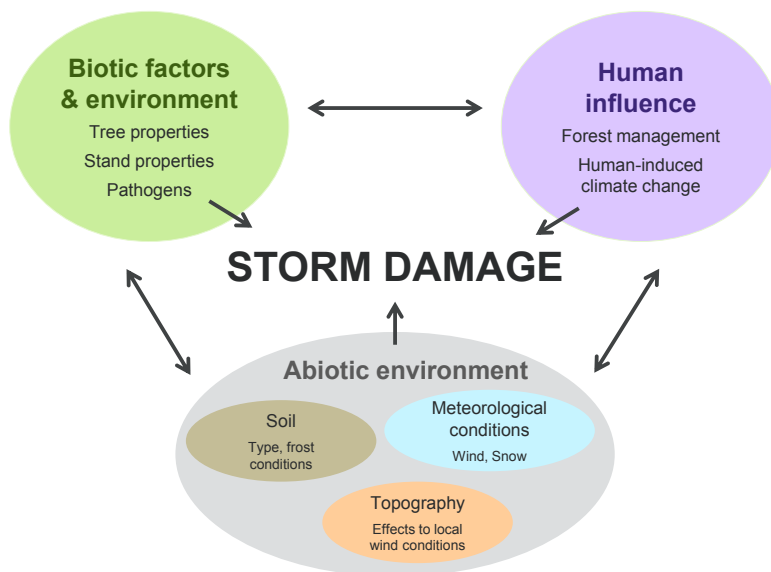 Biotic factors
& environment
Tree properties
Stand properties
Pathogens
Human
influence
Forest management
Human-induced
climate change
STORM DAMAGE
Abiotic environment
Soil
Type, frost
conditions
Meteorological
conditions
Wind, Snow
Topography
Effects to local
wind conditions